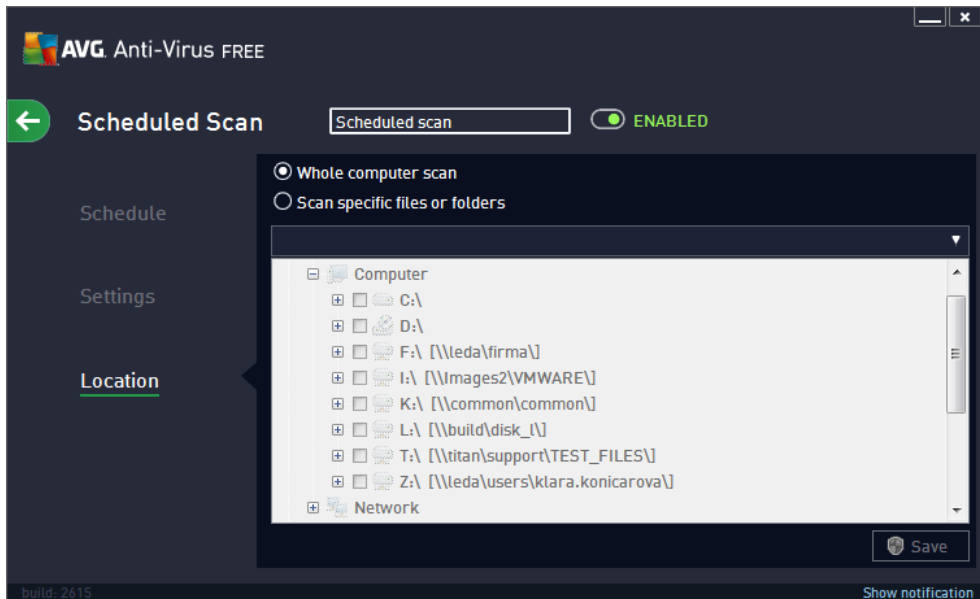 AVG. Anti-Virus FREE
Scheduled Scan
Scheduled scan
ENABLED
Schedule
Settings
Location
Whole computer scan
Scan specific files or folders
Computer
C:\
D:\
F:\ [\\leda\firma\]
I:\ [\\Images2\VMWARE\]
K:\ [\\common\common\]
L:\ [\\build\disk_l\]
T:\ [\\titan\support\TEST_FILES\]
Z:\ [\\leda\users\klara.konicarova\]
Network
Save
build: 2615
Show notification